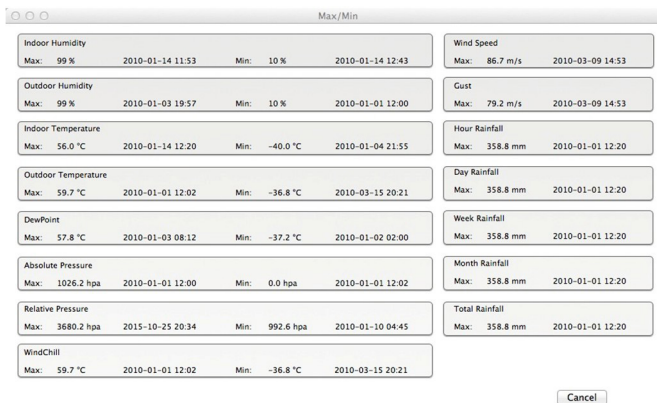 Max/Min
Indoor Humidity
Max: 99 % 2010-01-14 11:53 Min: 10 % 2010-01-14 12:43
Outdoor Humidity
Max: 99 % 2010-01-03 19:57 Min: 10 % 2010-01-01 12:00
Indoor Temperature
Max: 56.0 °C 2010-01-14 12:20 Min: -40.0 °C 2010-01-04 21:55
Outdoor Temperature
Max: 59.7 °C 2010-01-01 12:02 Min: -36.8 °C 2010-03-15 20:21
DewPoint
Max: 57.8 °C 2010-01-03 08:12 Min: -37.2 °C 2010-01-02 02:00
Absolute Pressure
Max: 1026.2 hpa 2010-01-01 12:00 Min: 0.0 hpa 2010-01-01 12:02
Relative Pressure
Max: 3680.2 hpa 2015-10-25 20:34 Min: 992.6 hpa 2010-01-10 04:45
WindChill
Max: 59.7 °C 2010-01-01 12:02 Min: -36.8 °C 2010-03-15 20:21
Wind Speed
Max: 86.7 m/s 2010-03-09 14:53
Gust
Max: 79.2 m/s 2010-03-09 14:53
Hour Rainfall
Max: 358.8 mm 2010-01-01 12:20
Day Rainfall
Max: 358.8 mm 2010-01-01 12:20
Week Rainfall
Max: 358.8 mm 2010-01-01 12:20
Month Rainfall
Max: 358.8 mm 2010-01-01 12:20
Total Rainfall
Max: 358.8 mm 2010-01-01 12:20
Cancel